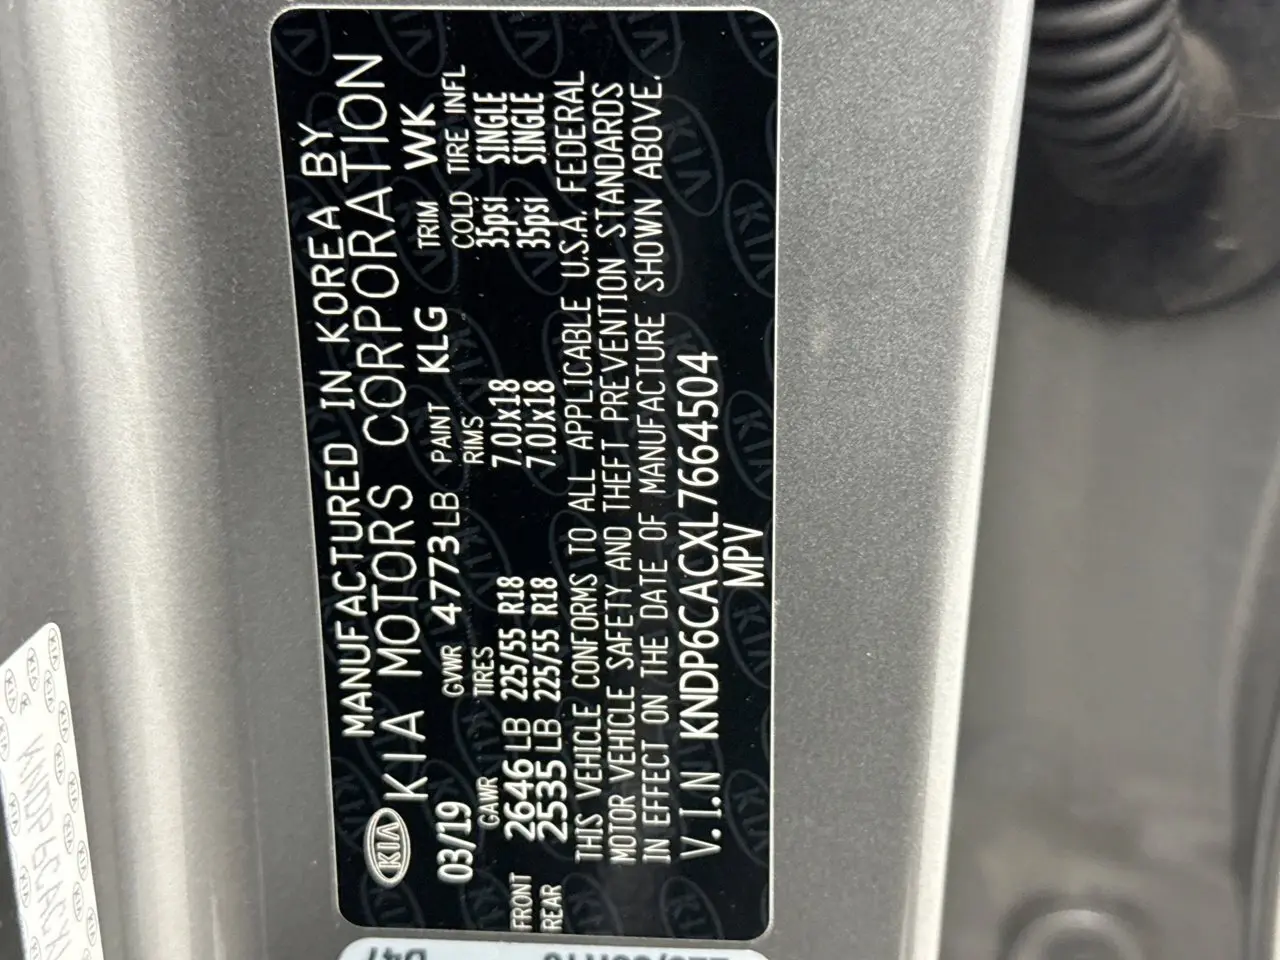 KIA
MANUFACTURED IN KOREA BY
KIA MOTORS CORPORATION
03/19 GVWR 4773LB PAINT KLG TRIM WK
GAWR TIRES RIMS COLD TIRE INFL
FRONT 2646LB 225/55 R18 7.0Jx18 35psi SINGLE
REAR 2535LB 225/55 R18 7.0Jx18 35psi SINGLE
THIS VEHICLE CONFORMS TO ALL APPLICABLE U.S.A. FEDERAL
MOTOR VEHICLE SAFETY AND THEFT PREVENTION STANDARDS
IN EFFECT ON THE DATE OF MANUFACTURE SHOWN ABOVE.
V.I.N KNDP6CACXL7664504
MPV